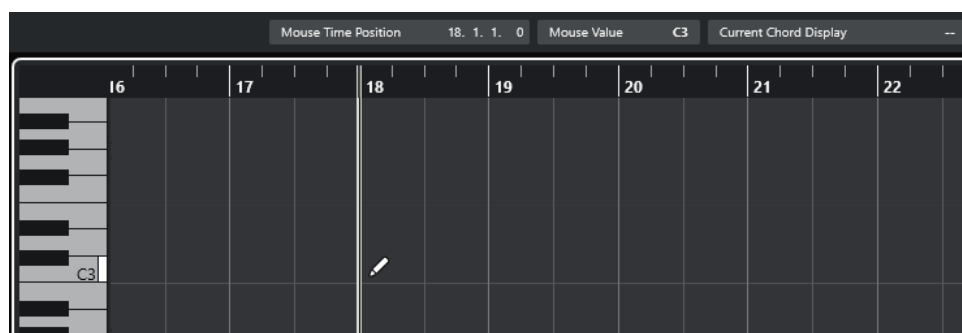 Mouse Time Position 18. 1. 1. 0 Mouse Value C3 Current Chord Display --
16 17 18 19 20 21 22
C3